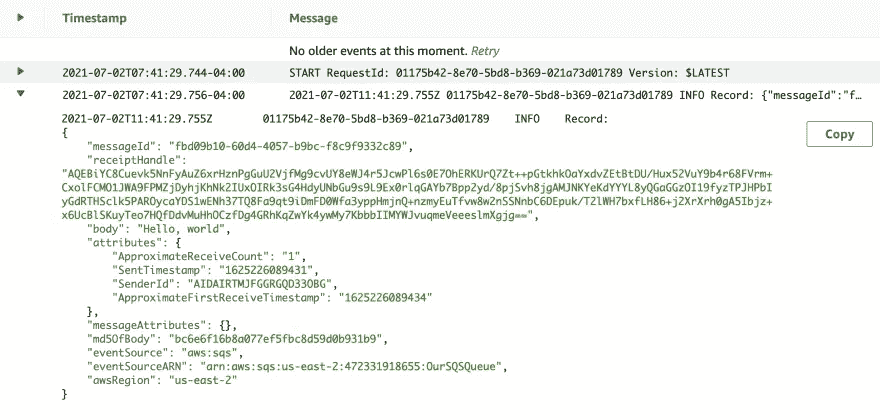 Timestamp Message
No older events at this moment. Retry
2021-07-02T07:41:29.744-04:00 START RequestId: 01175b42-8e70-5bd8-b369-021a73d01789 Version: $LATEST
2021-07-02T07:41:29.756-04:00 2021-07-02T11:41:29.755Z 01175b42-8e70-5bd8-b369-021a73d01789 INFO Record: {"messageId":"f…
2021-07-02T11:41:29.755Z 01175b42-8e70-5bd8-b369-021a73d01789 INFO Record:
{
Copy
"messageId": "fbd09b10-60d4-4057-b9bc-f8c9f9332c89",
"receiptHandle":
"AQEBiYC8Cuevk5NnFyAuZ6xrHznPgGuU2VjfMg9cvUY8eWJ4r5JcwPl6s0E7OhERKUrQ7Zt++pGtkhkOaYxdvZEtBtDU/Hux52VuY9b4r68FVrm+
CxolFCMO1JWA9FPMZjDyhjKhNk2IUxOIRk3sG4HdyUNbGu9s9L9Ex0rlqGAYb7Bpp2yd/8pjSvh8jgAMJNKYeKdYYYL8yQGaGGzOI19fyzTPJHPbI
yGdRTHSclk5PAROycaYDS1wENh37TQ8Fa9qt9iDmFD0Wfa3yppHmjnQ+nzmyEuTfvw8w2nSSNnbC6DEpuk/T2lWH7bxfLH86+j2XrXrh0gA5Ibjz+
x6UcBlSKuyTeo7HQfDdvMuHhOCzfDg4GRhKqZwYk4ywMy7KbbbIIMYWJvuqmeVeeeslmXgjg==",
"body": "Hello, world",
"attributes": {
"ApproximateReceiveCount": "1",
"SentTimestamp": "1625226089431",
"SenderId": "AIDAIRTMJFGGRGQD33OBG",
"ApproximateFirstReceiveTimestamp": "1625226089434"
},
"messageAttributes": {},
"md5OfBody": "bc6e6f16b8a077ef5fbc8d59d0b931b9",
"eventSource": "aws:sqs",
"eventSourceARN": "arn:aws:sqs:us-east-2:472331918655:OurSQSQueue",
"awsRegion": "us-east-2"
}